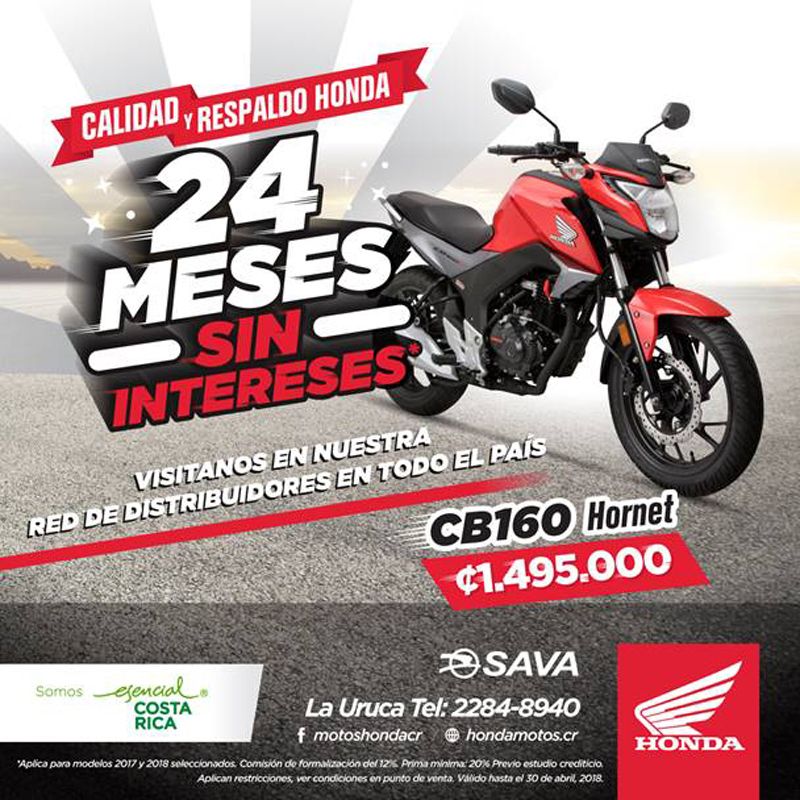 CALIDAD Y RESPALDO HONDA
24
MESES
SIN
INTERESES*
VISITANOS EN NUESTRA
RED DE DISTRIBUIDORES EN TODO EL PAÍS
CB160 Hornet
₡1.495.000
SAVA
Somos esencial®
COSTA
RICA
La Uruca Tel: 2284-8940
motoshondacr hondamotos.cr
HONDA
*Aplica para modelos 2017 y 2018 seleccionados. Comisión de formalización del 12%. Prima mínima: 20% Previo estudio crediticio.
Aplican restricciones, ver condiciones en punto de venta. Válido hasta el 30 de abril, 2018.